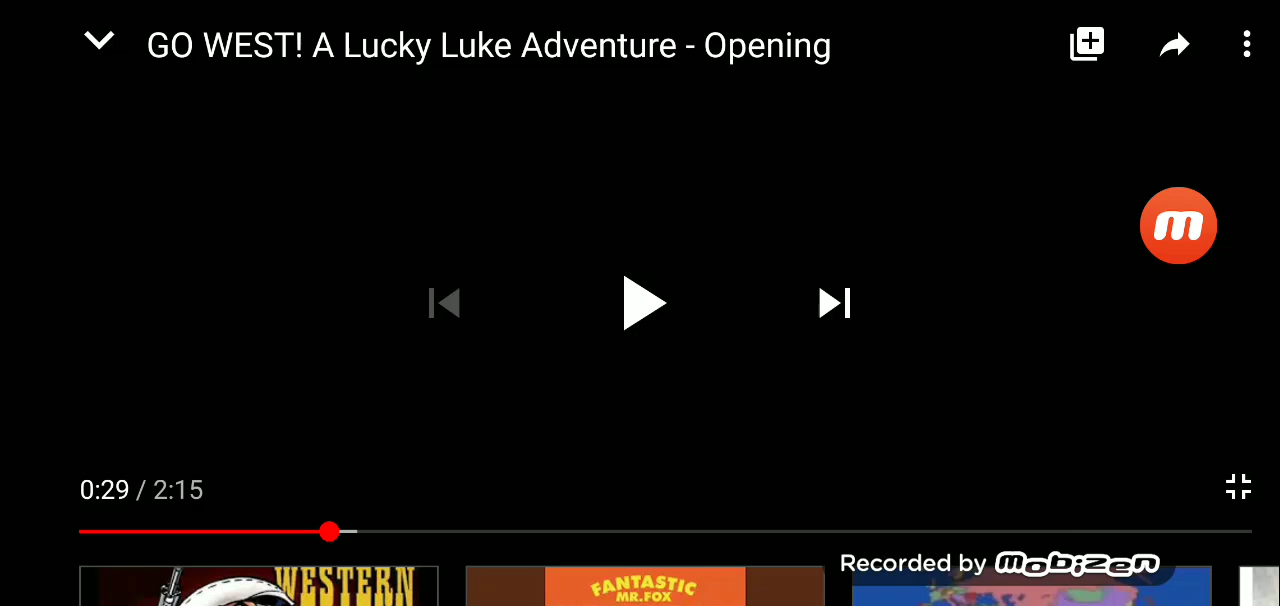 GO WEST! A Lucky Luke Adventure - Opening
m
0:29 / 2:15
Recorded by mobizen
WESTERN
FANTASTIC
MR.FOX